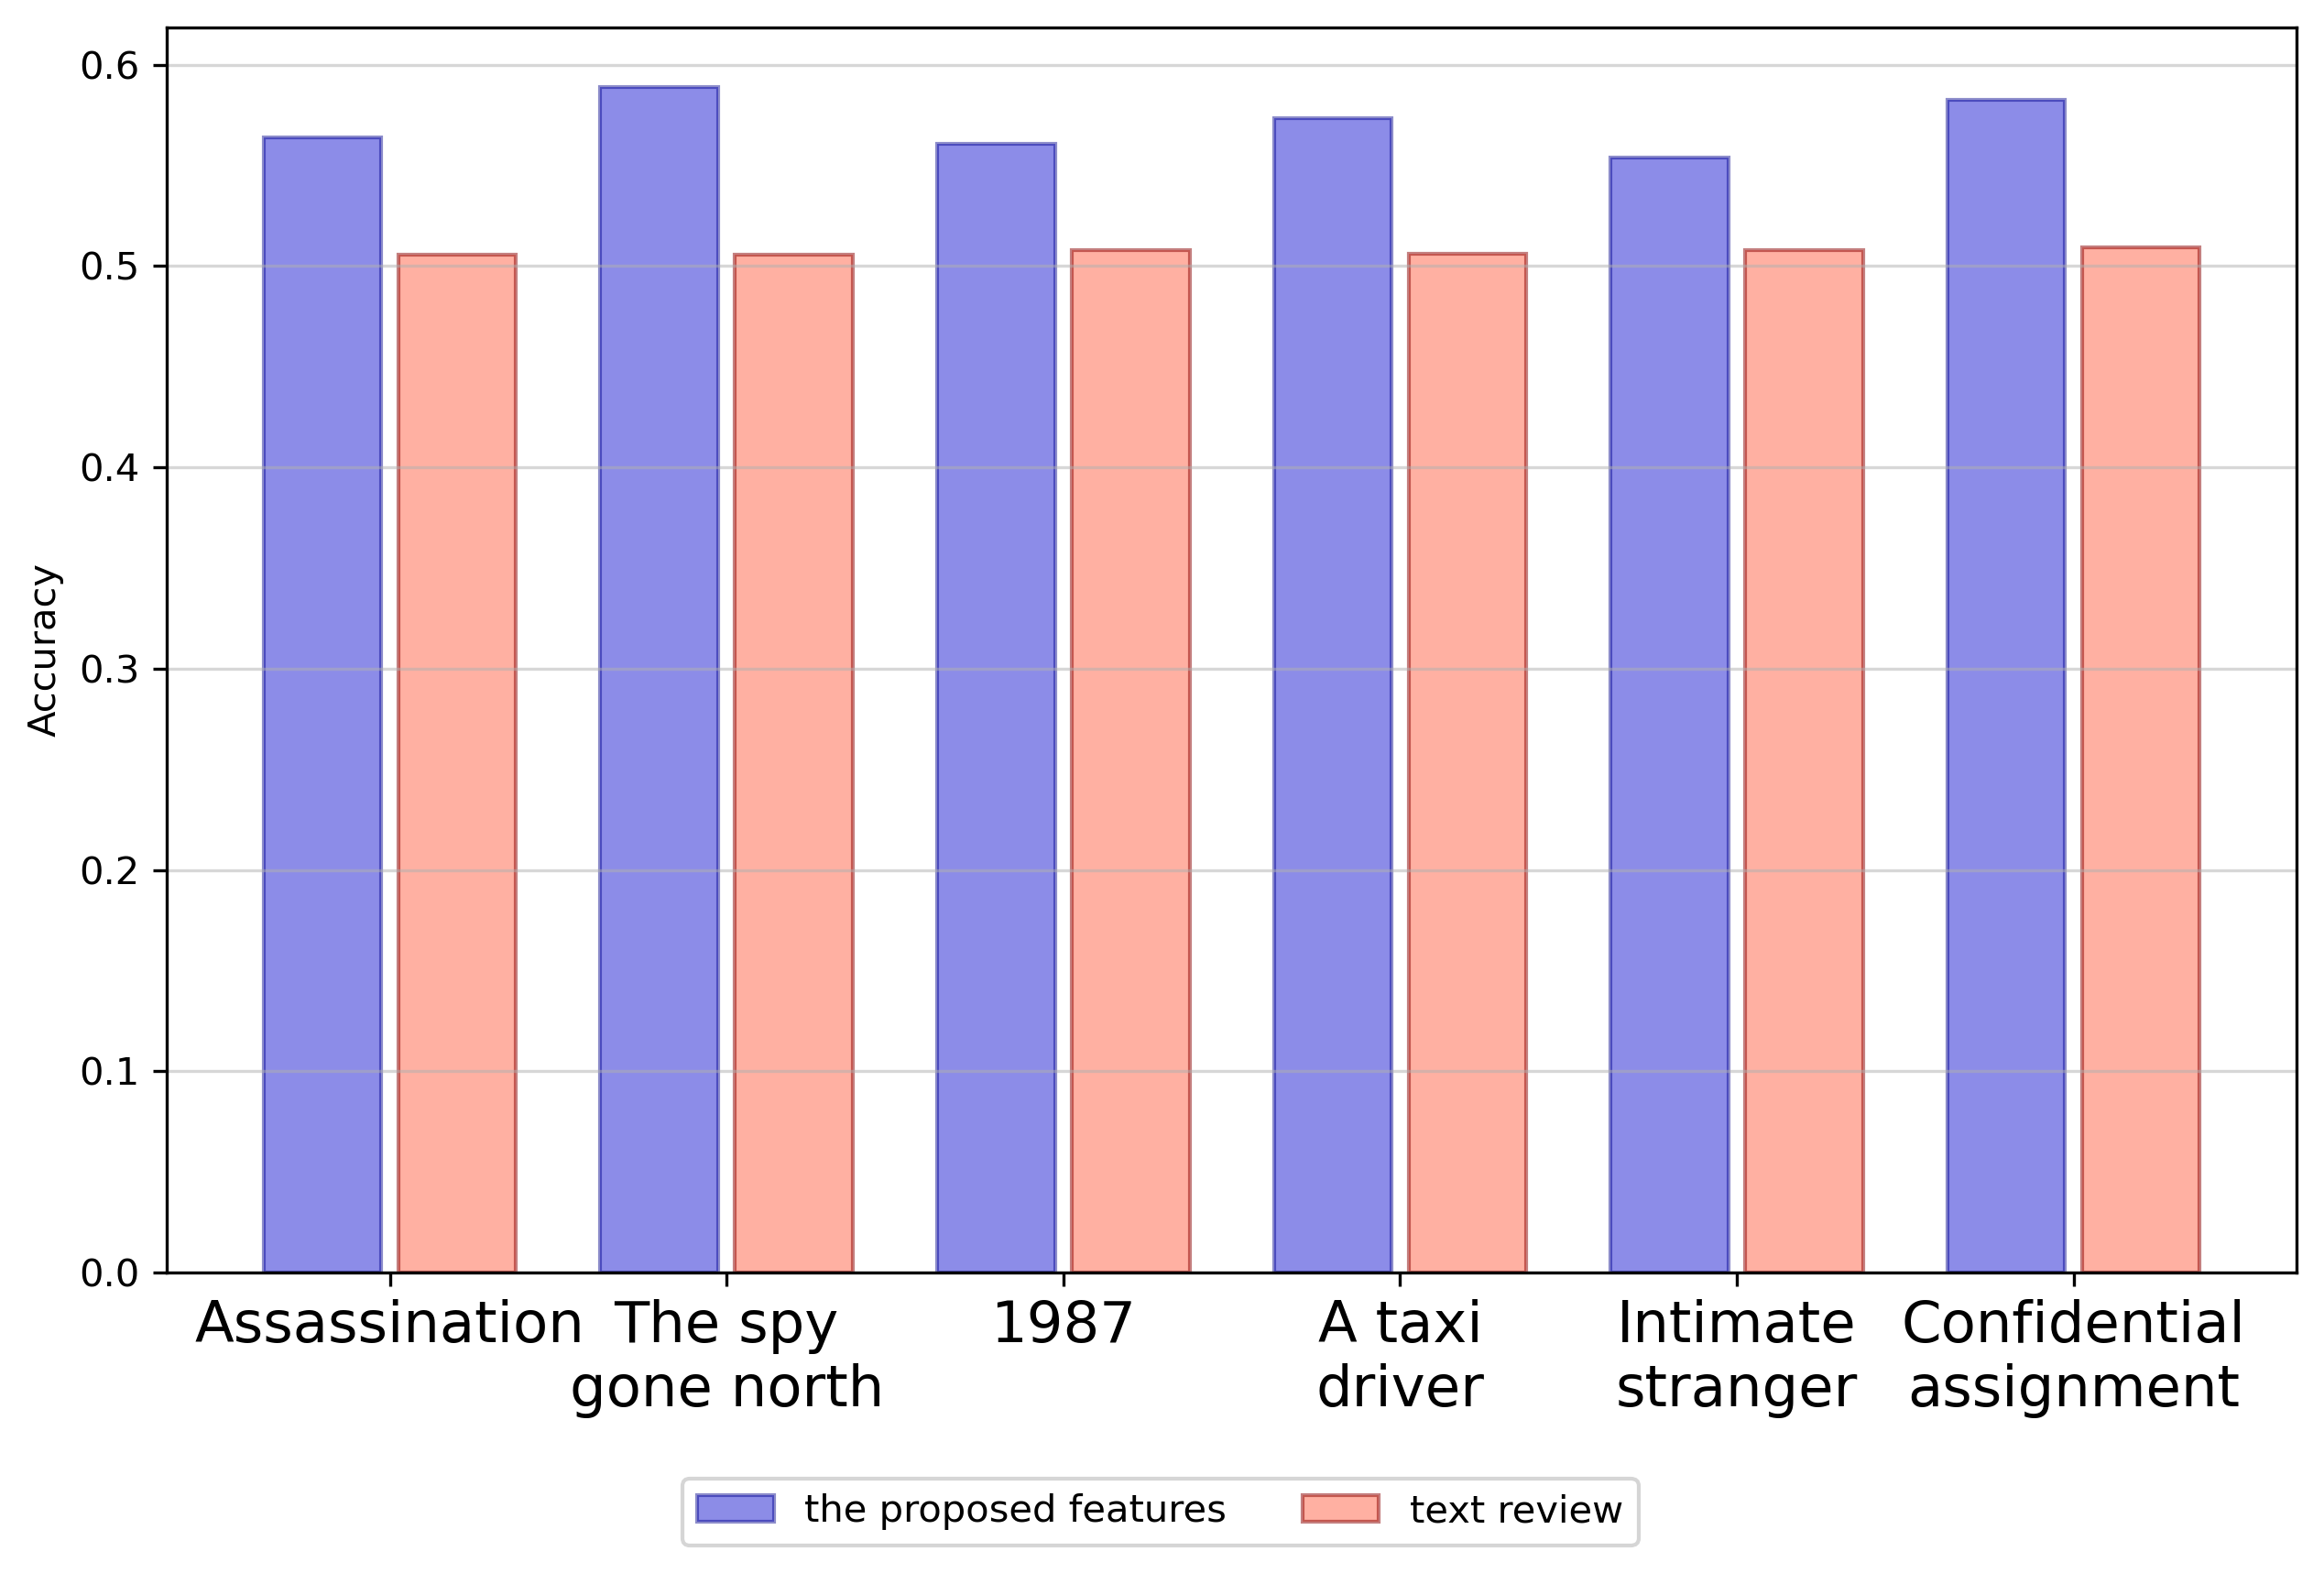 0.6
0.5
0.4
0.3
0.2
0.1
0.0
Accuracy
Assassination
The spy
gone north
1987
A taxi
driver
Intimate
stranger
Confidential
assignment
the proposed features
text review